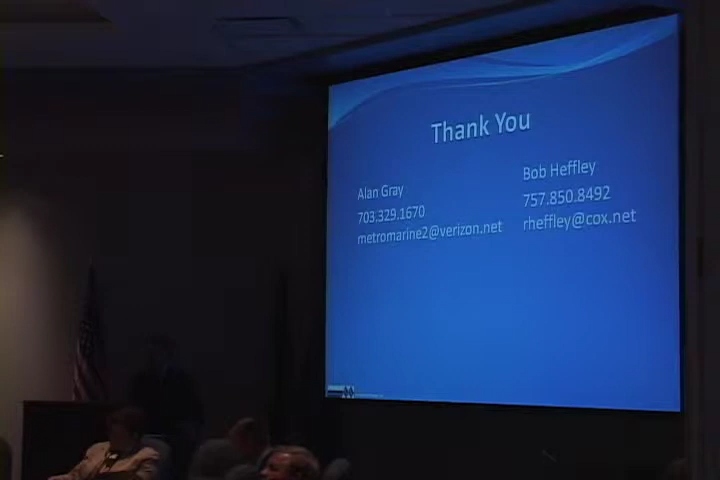 Thank You
Alan Gray
703.329.1670
metromarine2@verizon.net
Bob Heffley
757.850.8492
rheffley@cox.net